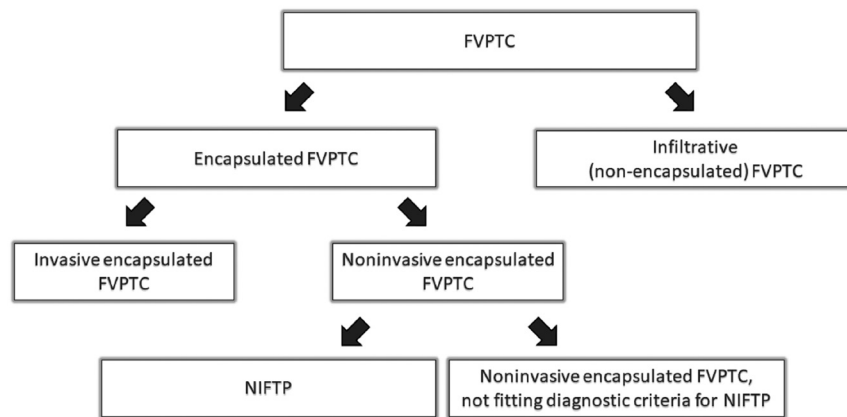 FVPTC
Encapsulated FVPTC
Infiltrative
(non-encapsulated) FVPTC
Invasive encapsulated
FVPTC
Noninvasive encapsulated
FVPTC
NIFTP
Noninvasive encapsulated FVPTC,
not fitting diagnostic criteria for NIFTP